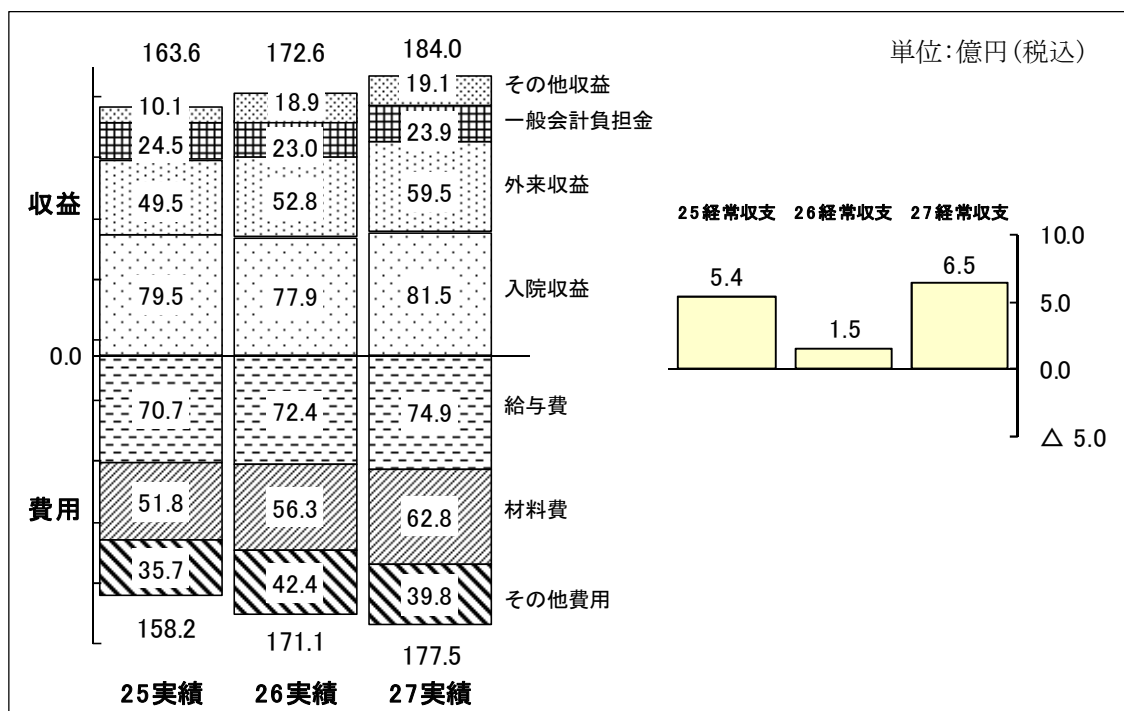 単位:億円(税込)
163.6 172.6 184.0
10.1 18.9 19.1 その他収益
24.5 23.0 23.9 一般会計負担金
収益 49.5 52.8 59.5 外来収益
79.5 77.9 81.5 入院収益
0.0
70.7 72.4 74.9 給与費
費用 51.8 56.3 62.8 材料費
35.7 42.4 39.8 その他費用
158.2 171.1 177.5
25実績 26実績 27実績
25経常収支 26経常収支 27経常収支
10.0
5.4 1.5 6.5
5.0
0.0
△ 5.0